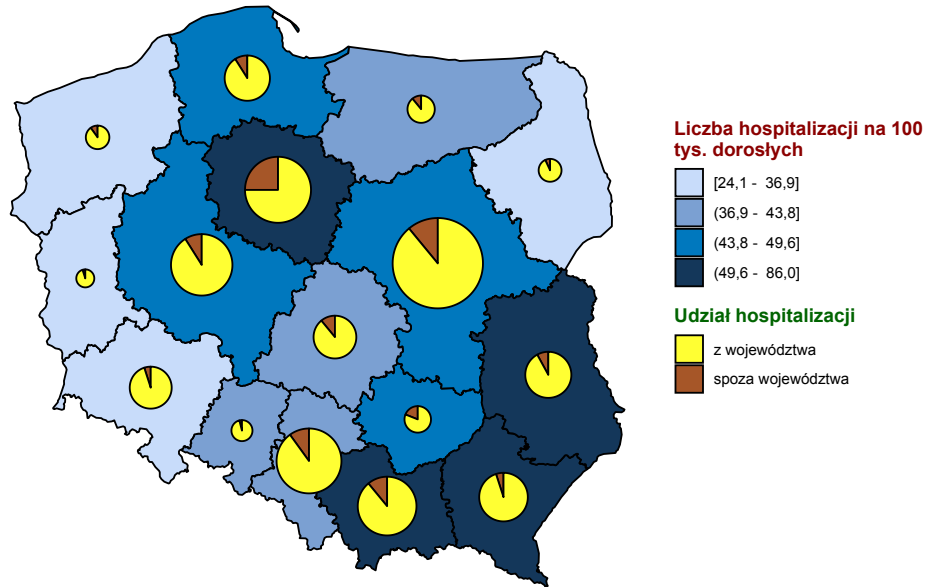 Liczba hospitalizacji na 100
tys. dorosłych
[24,1 - 36,9]
(36,9 - 43,8]
(43,8 - 49,6]
(49,6 - 86,0]
Udział hospitalizacji
z województwa
spoza województwa